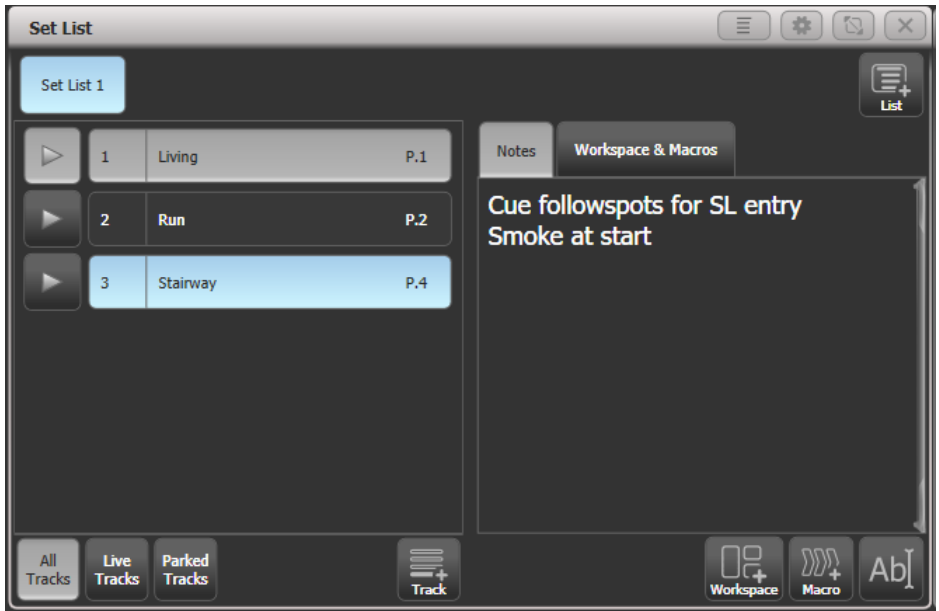 Set List
Set List 1
List
1 Living P.1
2 Run P.2
3 Stairway P.4
Notes
Workspace & Macros
Cue followspots for SL entry
Smoke at start
All
Tracks
Live
Tracks
Parked
Tracks
Track
Workspace
Macro
Ab